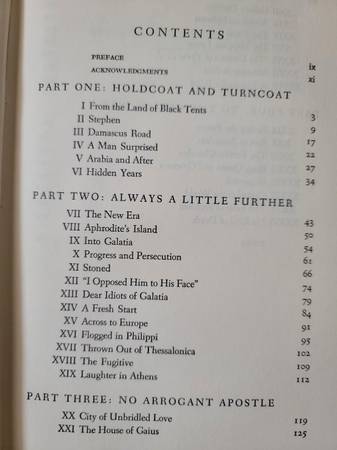 CONTENTS
PREFACE ix
ACKNOWLEDGMENTS xi
PART ONE: HOLDCOAT AND TURNCOAT
I From the Land of Black Tents 3
II Stephen 9
III Damascus Road 17
IV A Man Surprised 22
V Arabia and After 27
VI Hidden Years 34
PART TWO: ALWAYS A LITTLE FURTHER
VII The New Era 43
VIII Aphrodite's Island 50
IX Into Galatia 54
X Progress and Persecution 61
XI Stoned 66
XII "I Opposed Him to His Face" 74
XIII Dear Idiots of Galatia 79
XIV A Fresh Start 84
XV Across to Europe 91
XVI Flogged in Philippi 95
XVII Thrown Out of Thessalonica 102
XVIII The Fugitive 109
XIX Laughter in Athens 112
PART THREE: NO ARROGANT APOSTLE
XX City of Unbridled Love 119
XXI The House of Gaius 125